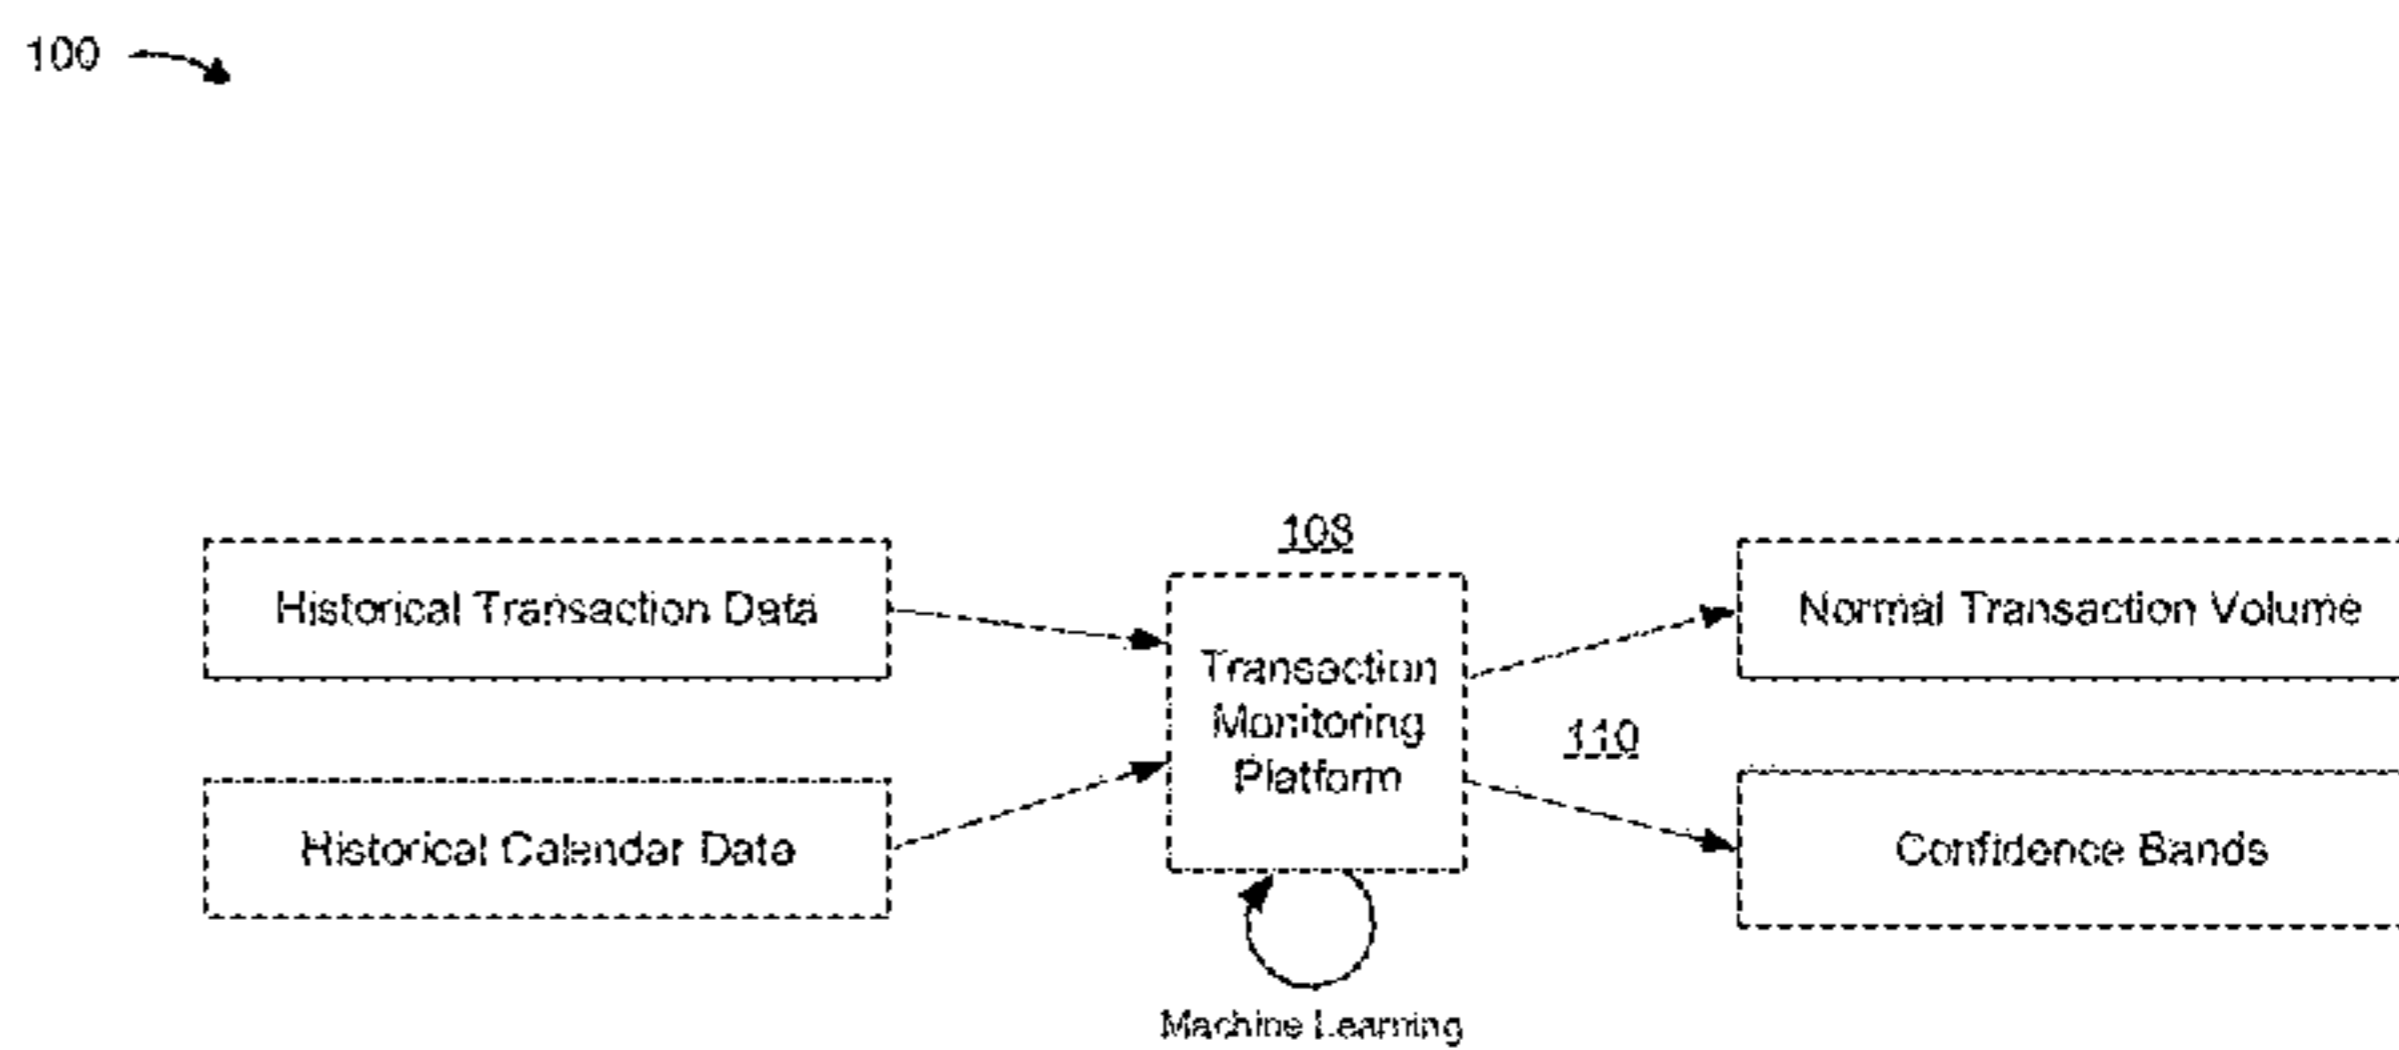 100
108
Historical Transaction Data
Normal Transaction Volume
Transaction
Monitoring
Platform
110
Historical Calendar Data
Confidence Bands
Machine Learning